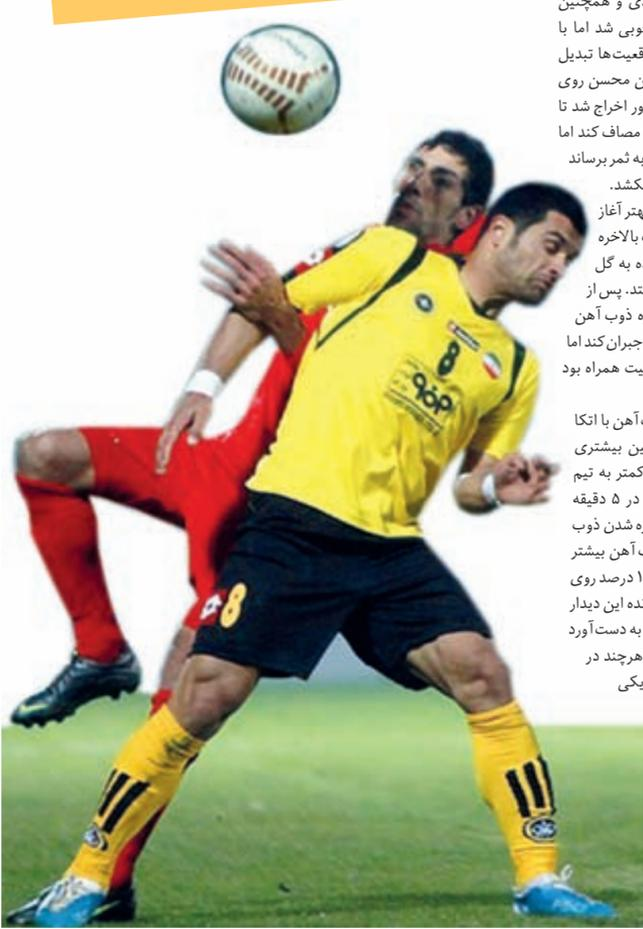 ی و همچنین
وبی شد اما با
قعیت‌ها تبدیل
ن محسن روی
ور اخراج شد تا
مصاف کند اما
به ثمر برساند
کشد.
هتر آغاز
بالاخره
ه به گل
تند. پس از
ه ذوب آهن
جبران کند اما
یت همراه بود
آهن با اتکا
ین بیشتری
کمتر به تیم
در ۵ دقیقه
ه شدن ذوب
آهن بیشتر
۱ درصد روی
نده این دیدار
به دست آورد
هرچند در
یکی
8
8